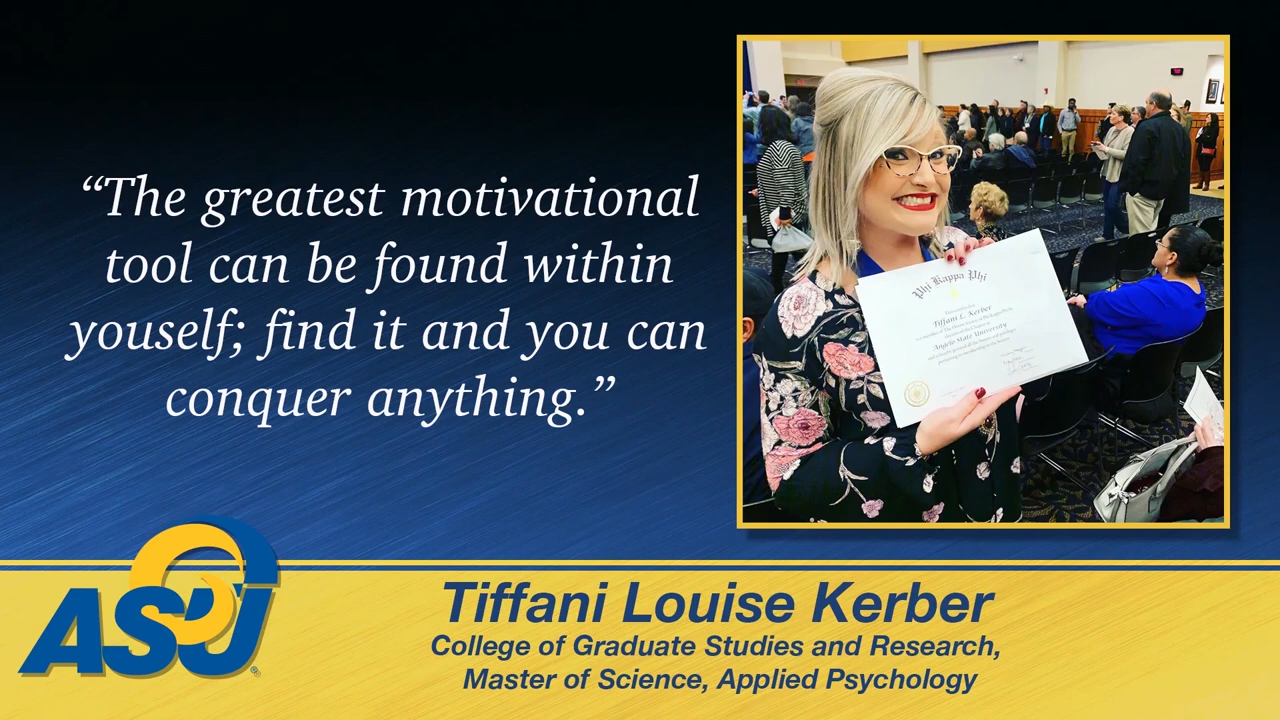 “The greatest motivational
tool can be found within
youself; find it and you can
conquer anything.”
Phi Kappa Phi
Tiffani L. Kerber
Angelo State University
ASU
®
Tiffani Louise Kerber
College of Graduate Studies and Research,
Master of Science, Applied Psychology